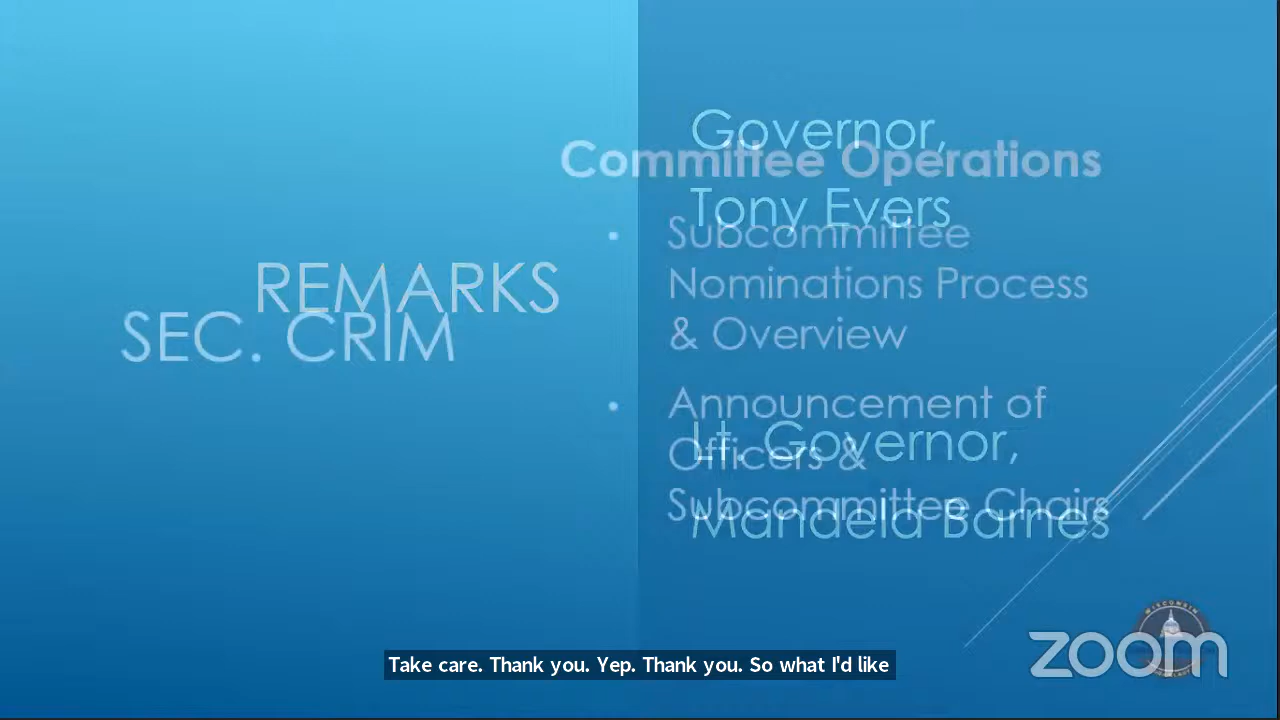 REMARKS
Governor,
Tony Evers
Lt. Governor,
Mandela Barnes
SEC. CRIM
Committee Operations
Subcommittee
Nominations Process
& Overview
Announcement of
Officers &
Subcommittee Chairs
WISCONSIN
zoom
Take care. Thank you. Yep. Thank you. So what I'd like